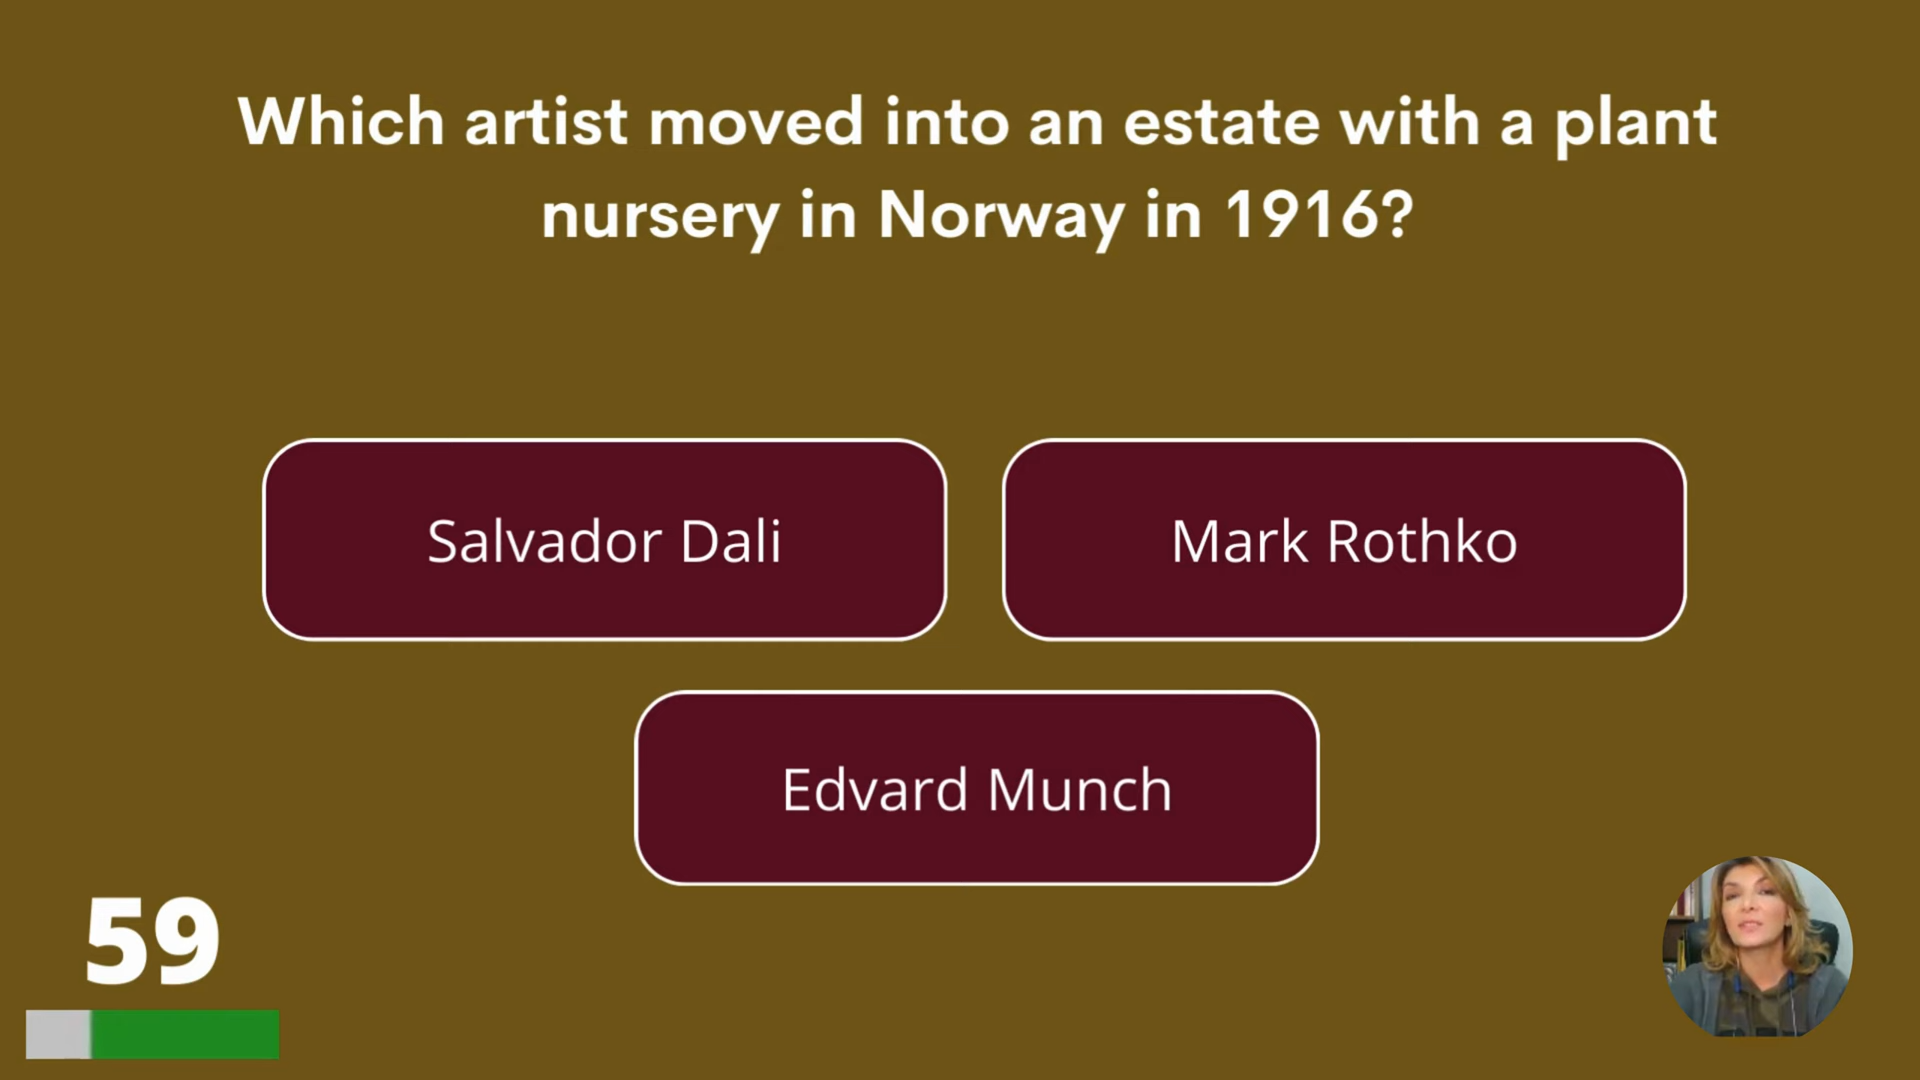 Which artist moved into an estate with a plant
nursery in Norway in 1916?
Salvador Dali
Mark Rothko
Edvard Munch
59